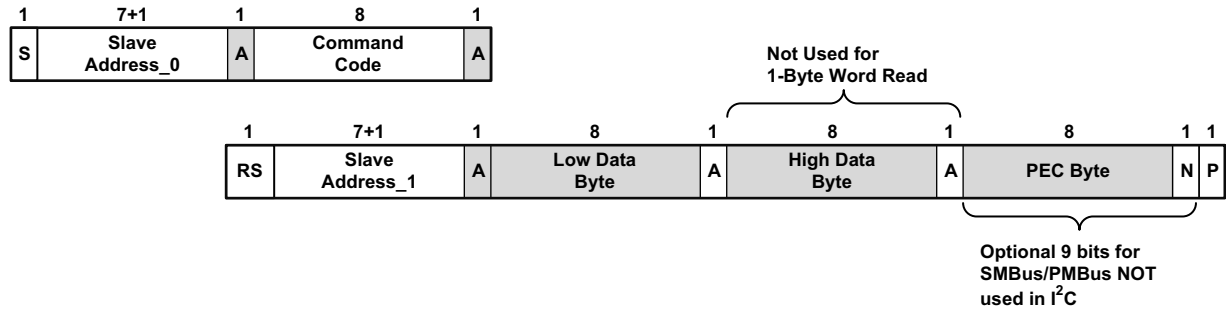 1 7+1 1 8 1
S Slave Address_0 A Command Code A
Not Used for
1-Byte Word Read
1 7+1 1 8 1 8 1 8 1 1
RS Slave Address_1 A Low Data Byte A High Data Byte A PEC Byte N P
Optional 9 bits for
SMBus/PMBus NOT
used in I²C